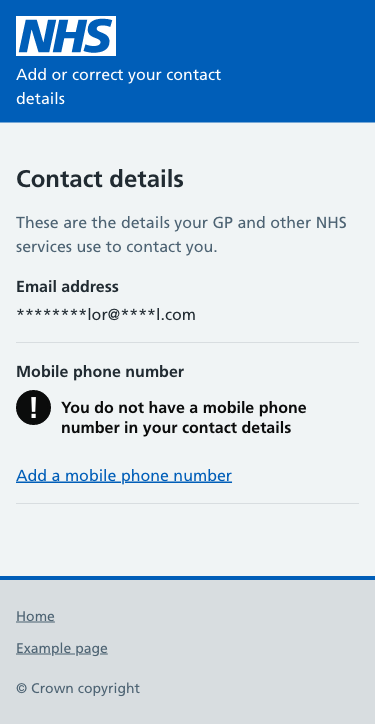 NHS
Add or correct your contact
details
Contact details
These are the details your GP and other NHS
services use to contact you.
Email address
********lor@****l.com
Mobile phone number
!
You do not have a mobile phone
number in your contact details
Add a mobile phone number
Home
Example page
© Crown copyright